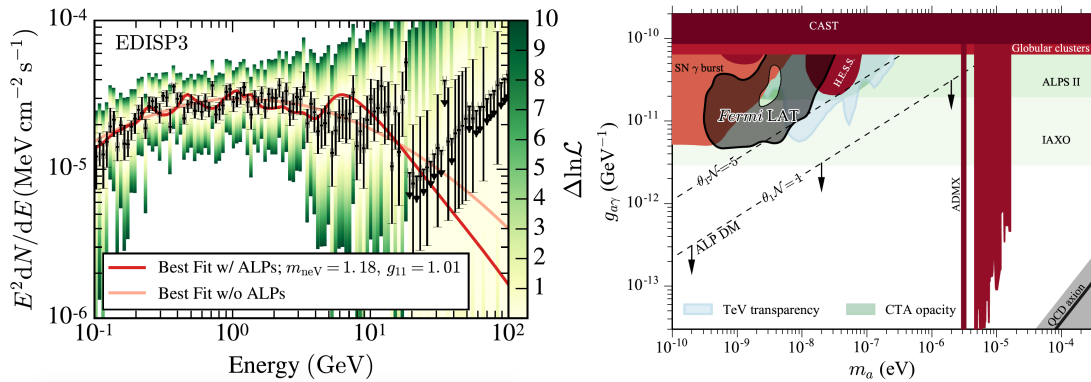 10^-4
10^-5
10^-6
E^2dN/dE (MeV cm^-2 s^-1)
EDISP3
Best Fit w/ ALPs; m_neV = 1.18, g_11 = 1.01
Best Fit w/o ALPs
10^-1 10^0 10^1 10^2
Energy (GeV)
10
9
8
7
6
5
4
3
2
1
Δlnℒ
10^-10
10^-11
10^-12
10^-13
g_aγ (GeV^-1)
CAST
Globular clusters
SN γ burst
H.E.S.S.
ALPS II
Fermi LAT
IAXO
θ_1𝒩 = 5
θ_1𝒩 = 1
ADMX
ALP DM
TeV transparency
CTA opacity
QCD axion
10^-10 10^-9 10^-8 10^-7 10^-6 10^-5 10^-4
m_a (eV)